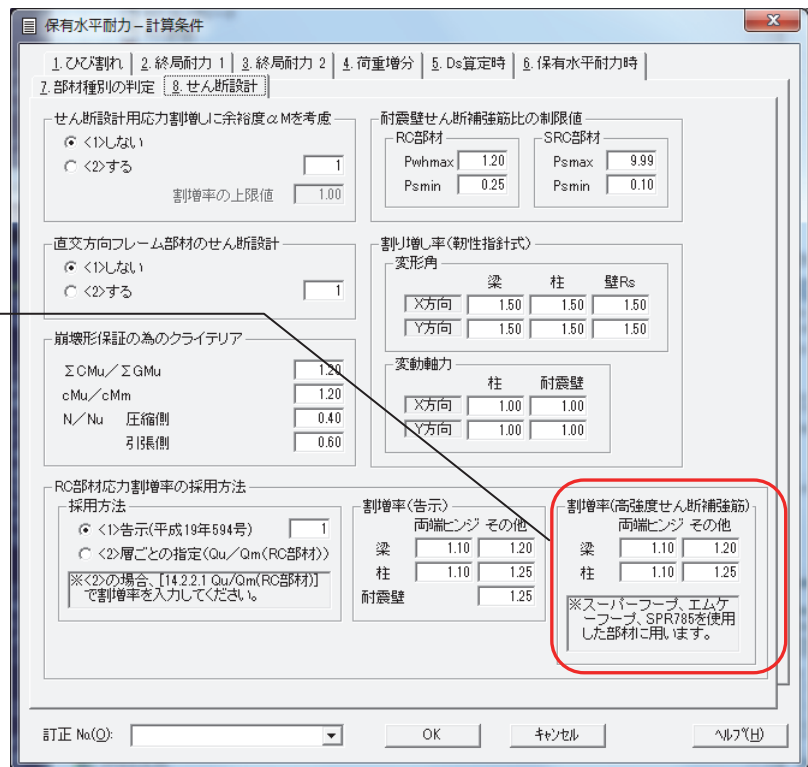 保有水平耐力－計算条件
1.ひび割れ 2.終局耐力 1 3.終局耐力 2 4.荷重増分 5.Ds算定時 6.保有水平耐力時
7.部材種別の判定 8.せん断設計
せん断設計用応力割増しに余裕度αMを考慮
<1>しない
<2>する 1
割増率の上限値 1.00
直交方向フレーム部材のせん断設計
<1>しない
<2>する 1
崩壊形保証の為のクライテリア
ΣCMu／ΣGMu 1.20
cMu／cMm 1.20
N／Nu 圧縮側 0.40
引張側 0.60
耐震壁せん断補強筋比の制限値
RC部材 SRC部材
Pwhmax 1.20 Psmax 9.99
Psmin 0.25 Psmin 0.10
割り増し率(靭性指針式)
変形角
梁 柱 壁Rs
X方向 1.50 1.50 1.50
Y方向 1.50 1.50 1.50
変動軸力
柱 耐震壁
X方向 1.00 1.00
Y方向 1.00 1.00
RC部材応力割増率の採用方法
採用方法
<1>告示(平成19年594号) 1
<2>層ごとの指定(Qu／Qm(RC部材))
※<2>の場合、[14.2.2.1 Qu/Qm(RC部材)]
で割増率を入力してください。
割増率(告示)
両端ヒンジ その他
梁 1.10 1.20
柱 1.10 1.25
耐震壁 1.25
割増率(高強度せん断補強筋)
両端ヒンジ その他
梁 1.10 1.20
柱 1.10 1.25
※スーパーフープ、エムケ
ーフープ、SPR785を使用
した部材に用います。
訂正 No(O): OK キャンセル ヘルプ(H)